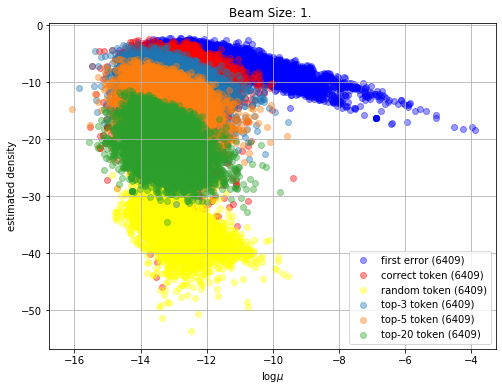 Beam Size: 1.
0
−10
−20
−30
−40
−50
estimated density
first error (6409)
correct token (6409)
random token (6409)
top-3 token (6409)
top-5 token (6409)
top-20 token (6409)
−16 −14 −12 −10 −8 −6 −4
logμ